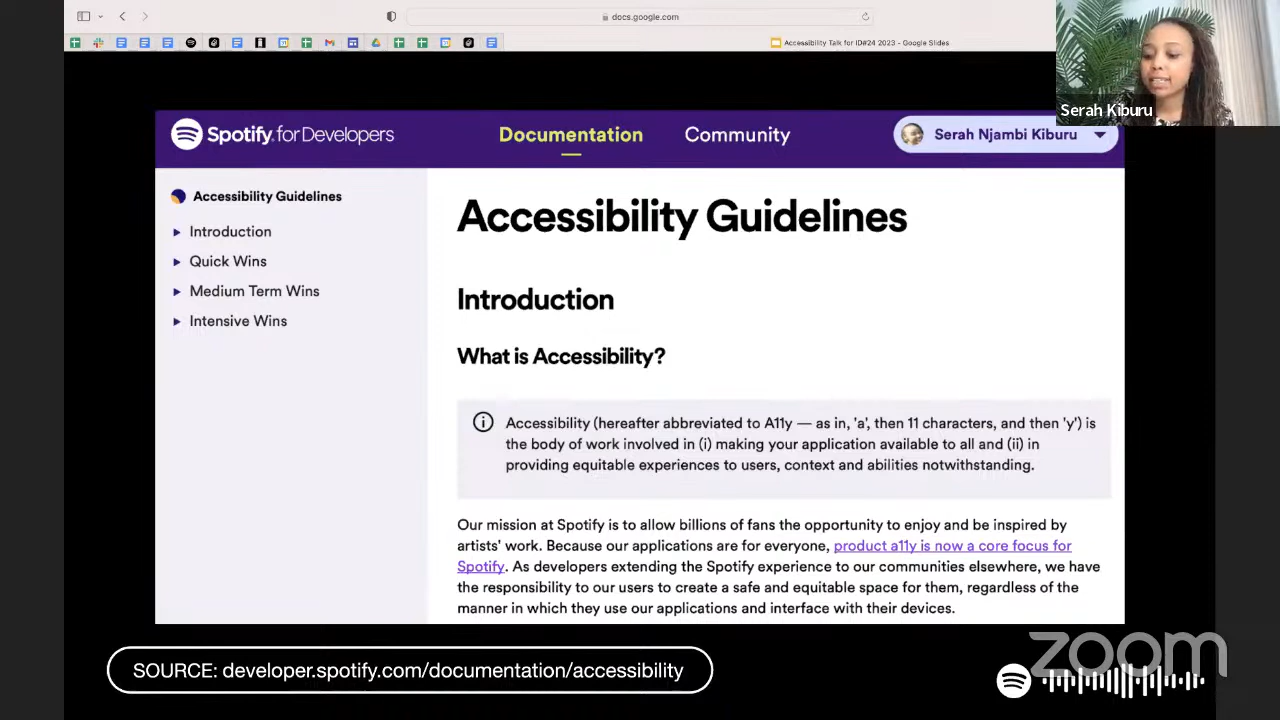 docs.google.com
Accessibility Talk for ID#24 2023 - Google Slides
Serah Kiburu
Spotify for Developers
Documentation
Community
Serah Njambi Kiburu
Accessibility Guidelines
Introduction
Quick Wins
Medium Term Wins
Intensive Wins
Accessibility Guidelines
Introduction
What is Accessibility?
Accessibility (hereafter abbreviated to A11y — as in, 'a', then 11 characters, and then 'y') is
the body of work involved in (i) making your application available to all and (ii) in
providing equitable experiences to users, context and abilities notwithstanding.
Our mission at Spotify is to allow billions of fans the opportunity to enjoy and be inspired by
artists' work. Because our applications are for everyone, product a11y is now a core focus for
Spotify. As developers extending the Spotify experience to our communities elsewhere, we have
the responsibility to our users to create a safe and equitable space for them, regardless of the
manner in which they use our applications and interface with their devices.
SOURCE: developer.spotify.com/documentation/accessibility
zoom